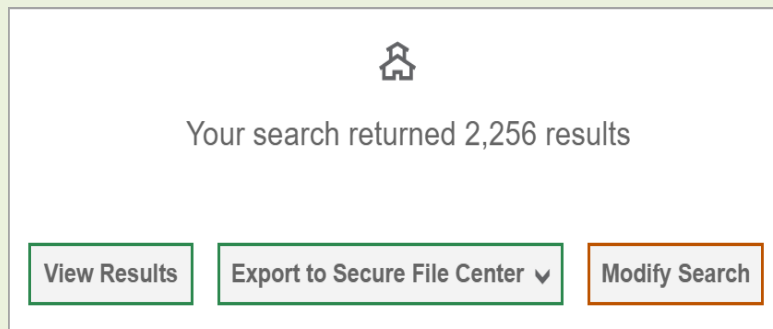 Your search returned 2,256 results
View Results
Export to Secure File Center
Modify Search